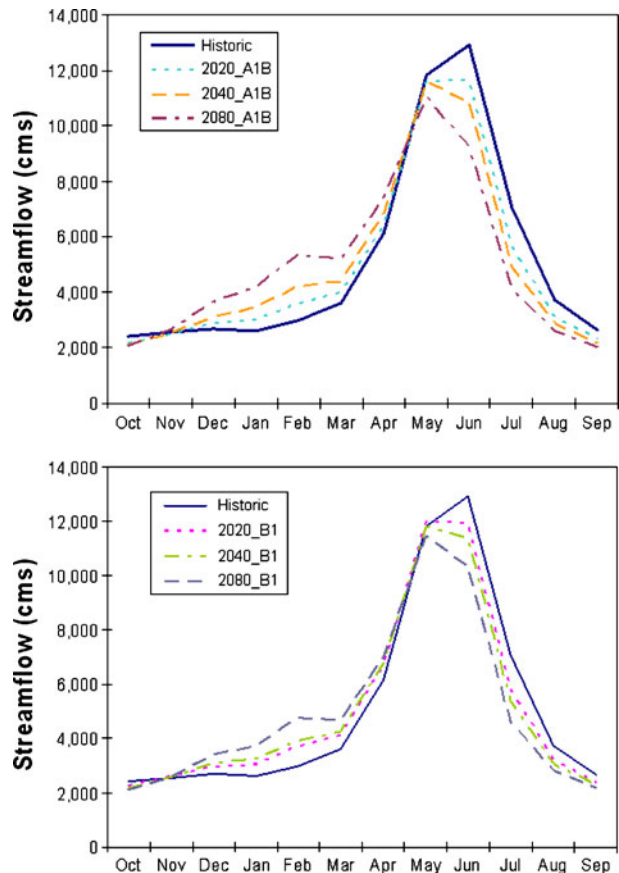 14,000
12,000
10,000
8,000
6,000
4,000
2,000
0
Streamflow (cms)
Historic
2020_A1B
2040_A1B
2080_A1B
Oct Nov Dec Jan Feb Mar Apr May Jun Jul Aug Sep
14,000
12,000
10,000
8,000
6,000
4,000
2,000
0
Streamflow (cms)
Historic
2020_B1
2040_B1
2080_B1
Oct Nov Dec Jan Feb Mar Apr May Jun Jul Aug Sep